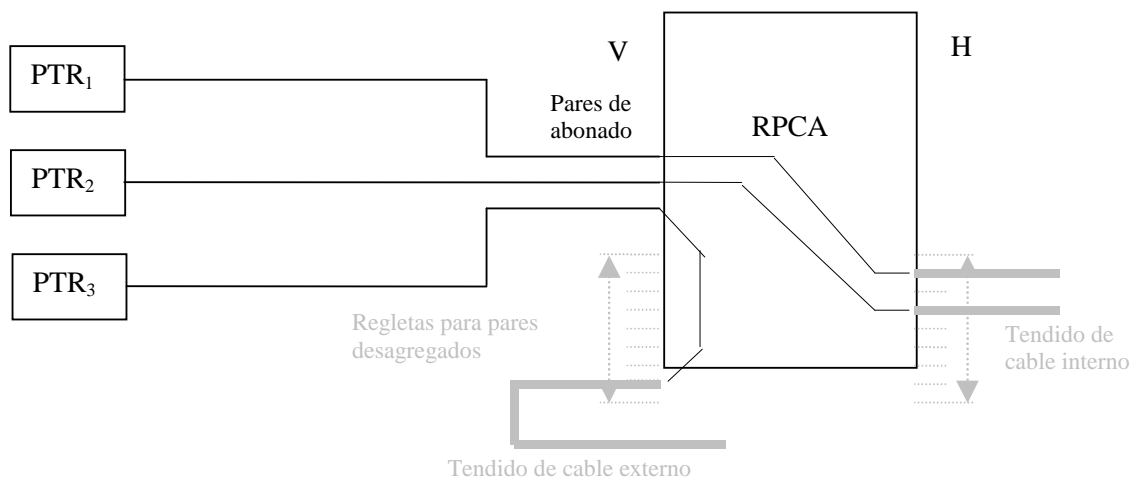 V
H
PTR1
Pares de
abonado
RPCA
PTR2
PTR3
Regletas para pares
desagregados
Tendido de
cable interno
Tendido de cable externo